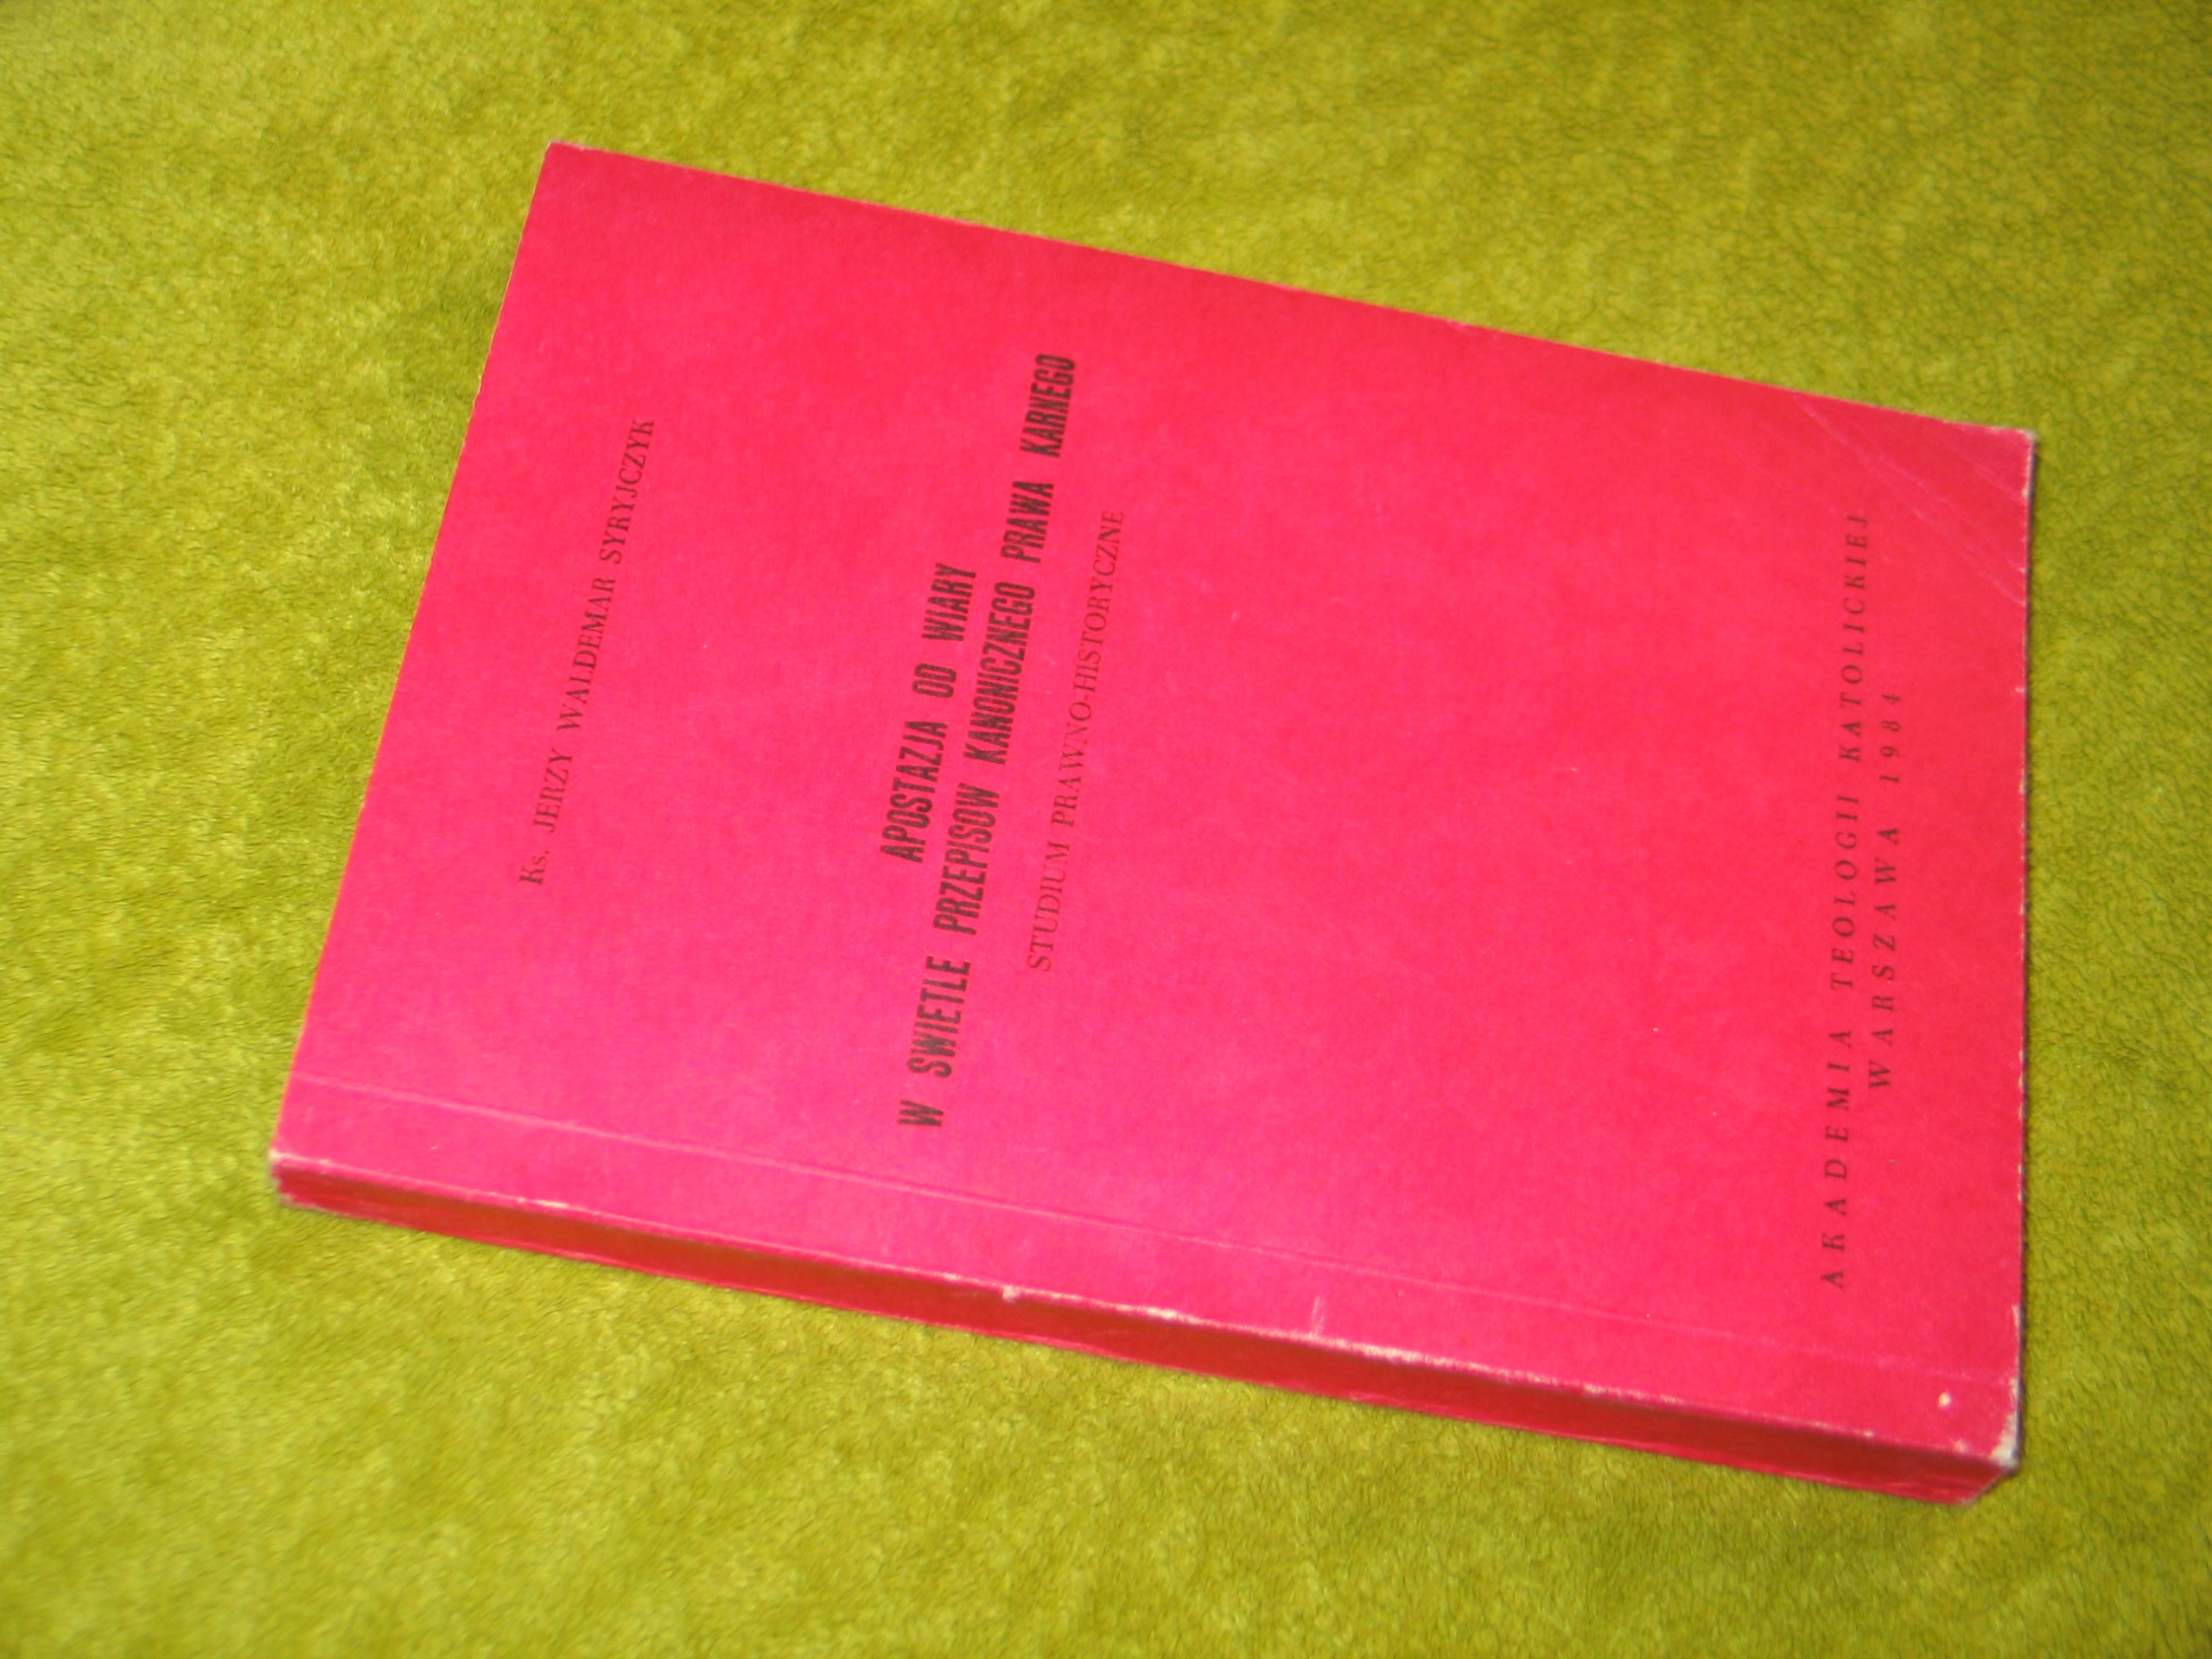 Ks. JERZY WALDEMAR SYRYJCZYK
APOSTAZJA OD WIARY
W SWIETLE PRZEPISOW KANONICZNEGO PRAWA KARNEGO
STUDIUM PRAWNO-HISTORYCZNE
AKADEMIA TEOLOGII KATOLICKIEJ
WARSZAWA 1984